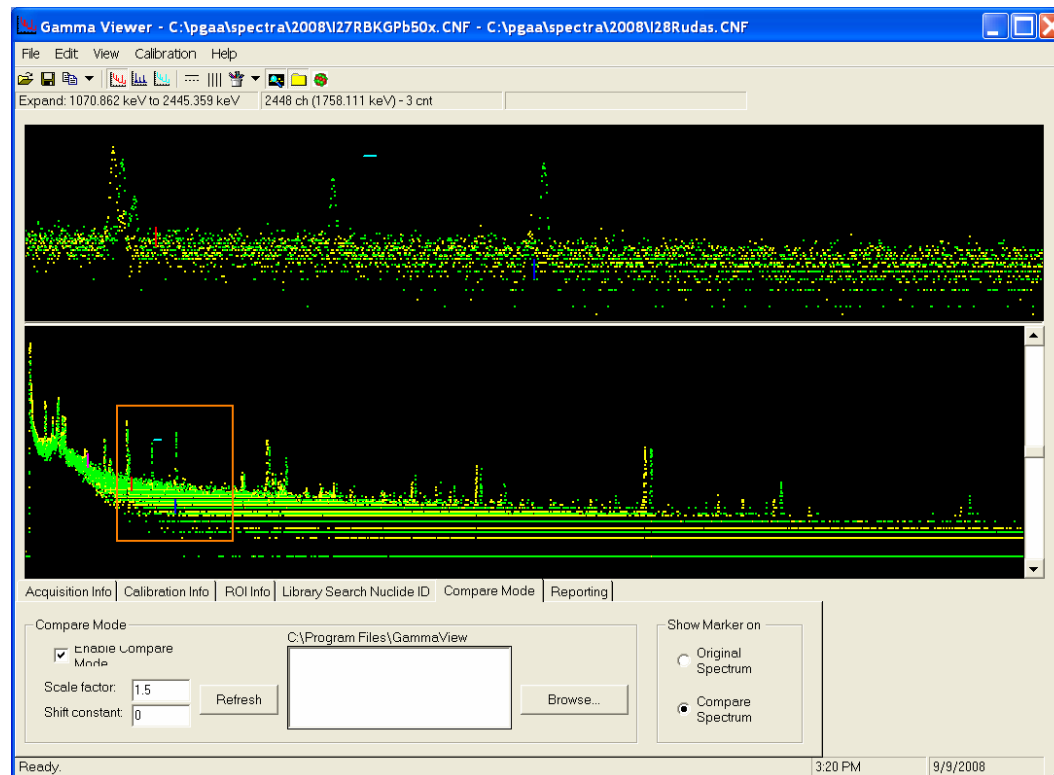 Gamma Viewer - C:\pgaa\spectra\2008\I27RBKGPb50x.CNF - C:\pgaa\spectra\2008\I28Rudas.CNF
File Edit View Calibration Help
Expand: 1070.862 keV to 2445.359 keV 2448 ch (1758.111 keV) - 3 cnt
Acquisition Info Calibration Info ROI Info Library Search Nuclide ID Compare Mode Reporting
Compare Mode
Enable Compare
Mode
C:\Program Files\GammaView
Scale factor: 1.5
Shift constant: 0
Refresh
Browse...
Show Marker on
Original
Spectrum
Compare
Spectrum
Ready. 3:20 PM 9/9/2008